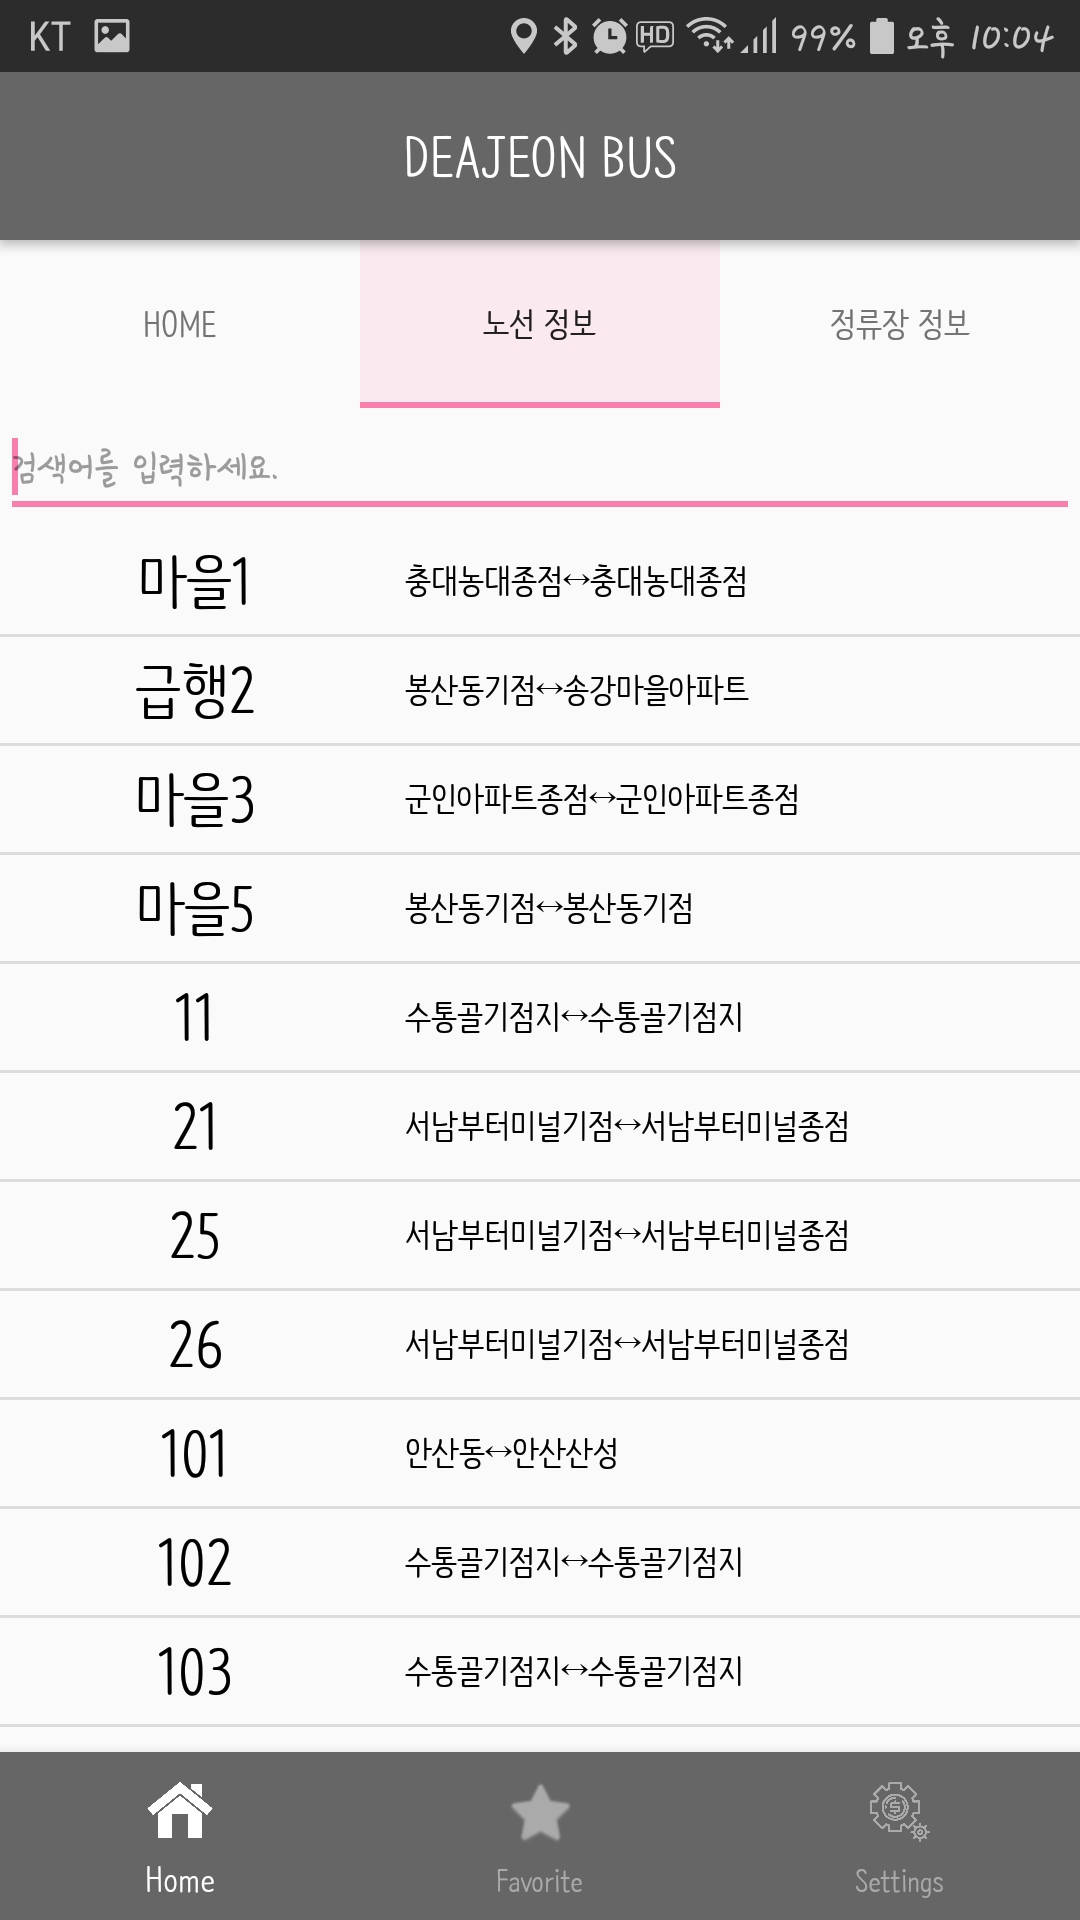 KT HD 99% 오후 10:04
DEAJEON BUS
HOME 노선 정보 정류장 정보
검색어를 입력하세요.
마을1 충대농대종점↔충대농대종점
급행2 봉산동기점↔송강마을아파트
마을3 군인아파트종점↔군인아파트종점
마을5 봉산동기점↔봉산동기점
11 수통골기점지↔수통골기점지
21 서남부터미널기점↔서남부터미널종점
25 서남부터미널기점↔서남부터미널종점
26 서남부터미널기점↔서남부터미널종점
101 안산동↔안산산성
102 수통골기점지↔수통골기점지
103 수통골기점지↔수통골기점지
Home Favorite Settings